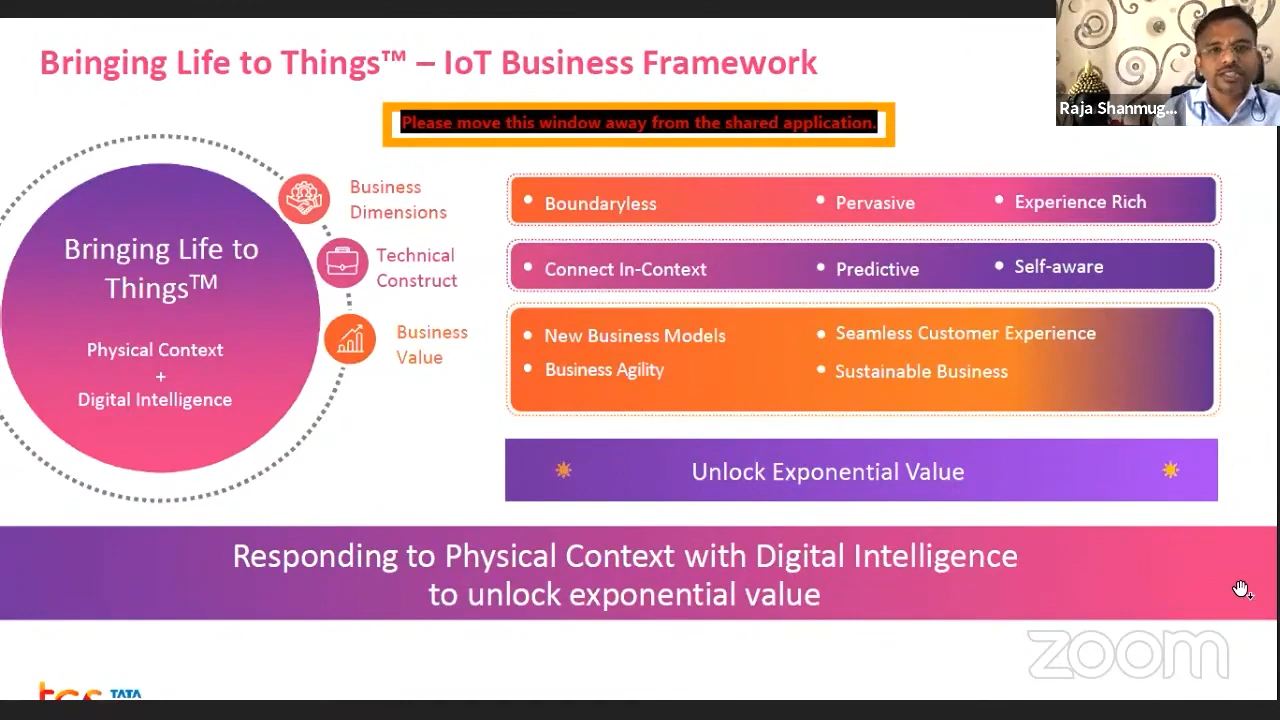 Bringing Life to Things™ – IoT Business Framework
Raja Shanmug...
Please move this window away from the shared application.
Bringing Life to
Things™
Physical Context
+
Digital Intelligence
Business
Dimensions
Technical
Construct
Business
Value
• Boundaryless • Pervasive • Experience Rich
• Connect In-Context • Predictive • Self-aware
• New Business Models • Seamless Customer Experience
• Business Agility • Sustainable Business
Unlock Exponential Value
Responding to Physical Context with Digital Intelligence
to unlock exponential value
zoom
tcs TATA